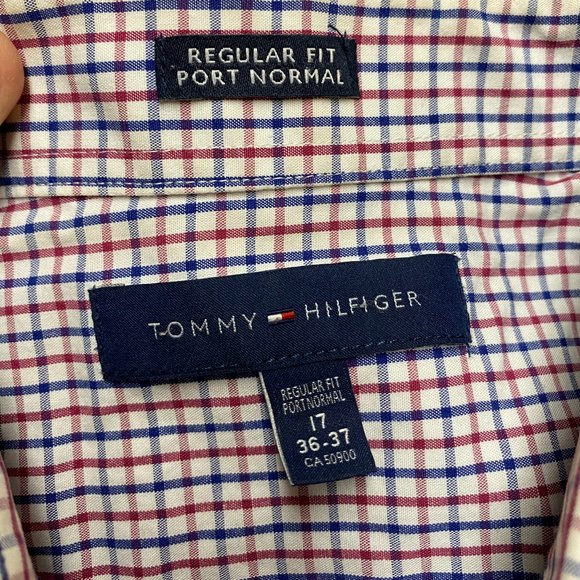 REGULAR FIT
PORT NORMAL
TOMMY HILFIGER
REGULAR FIT
PORT NORMAL
17
36-37
CA 50900